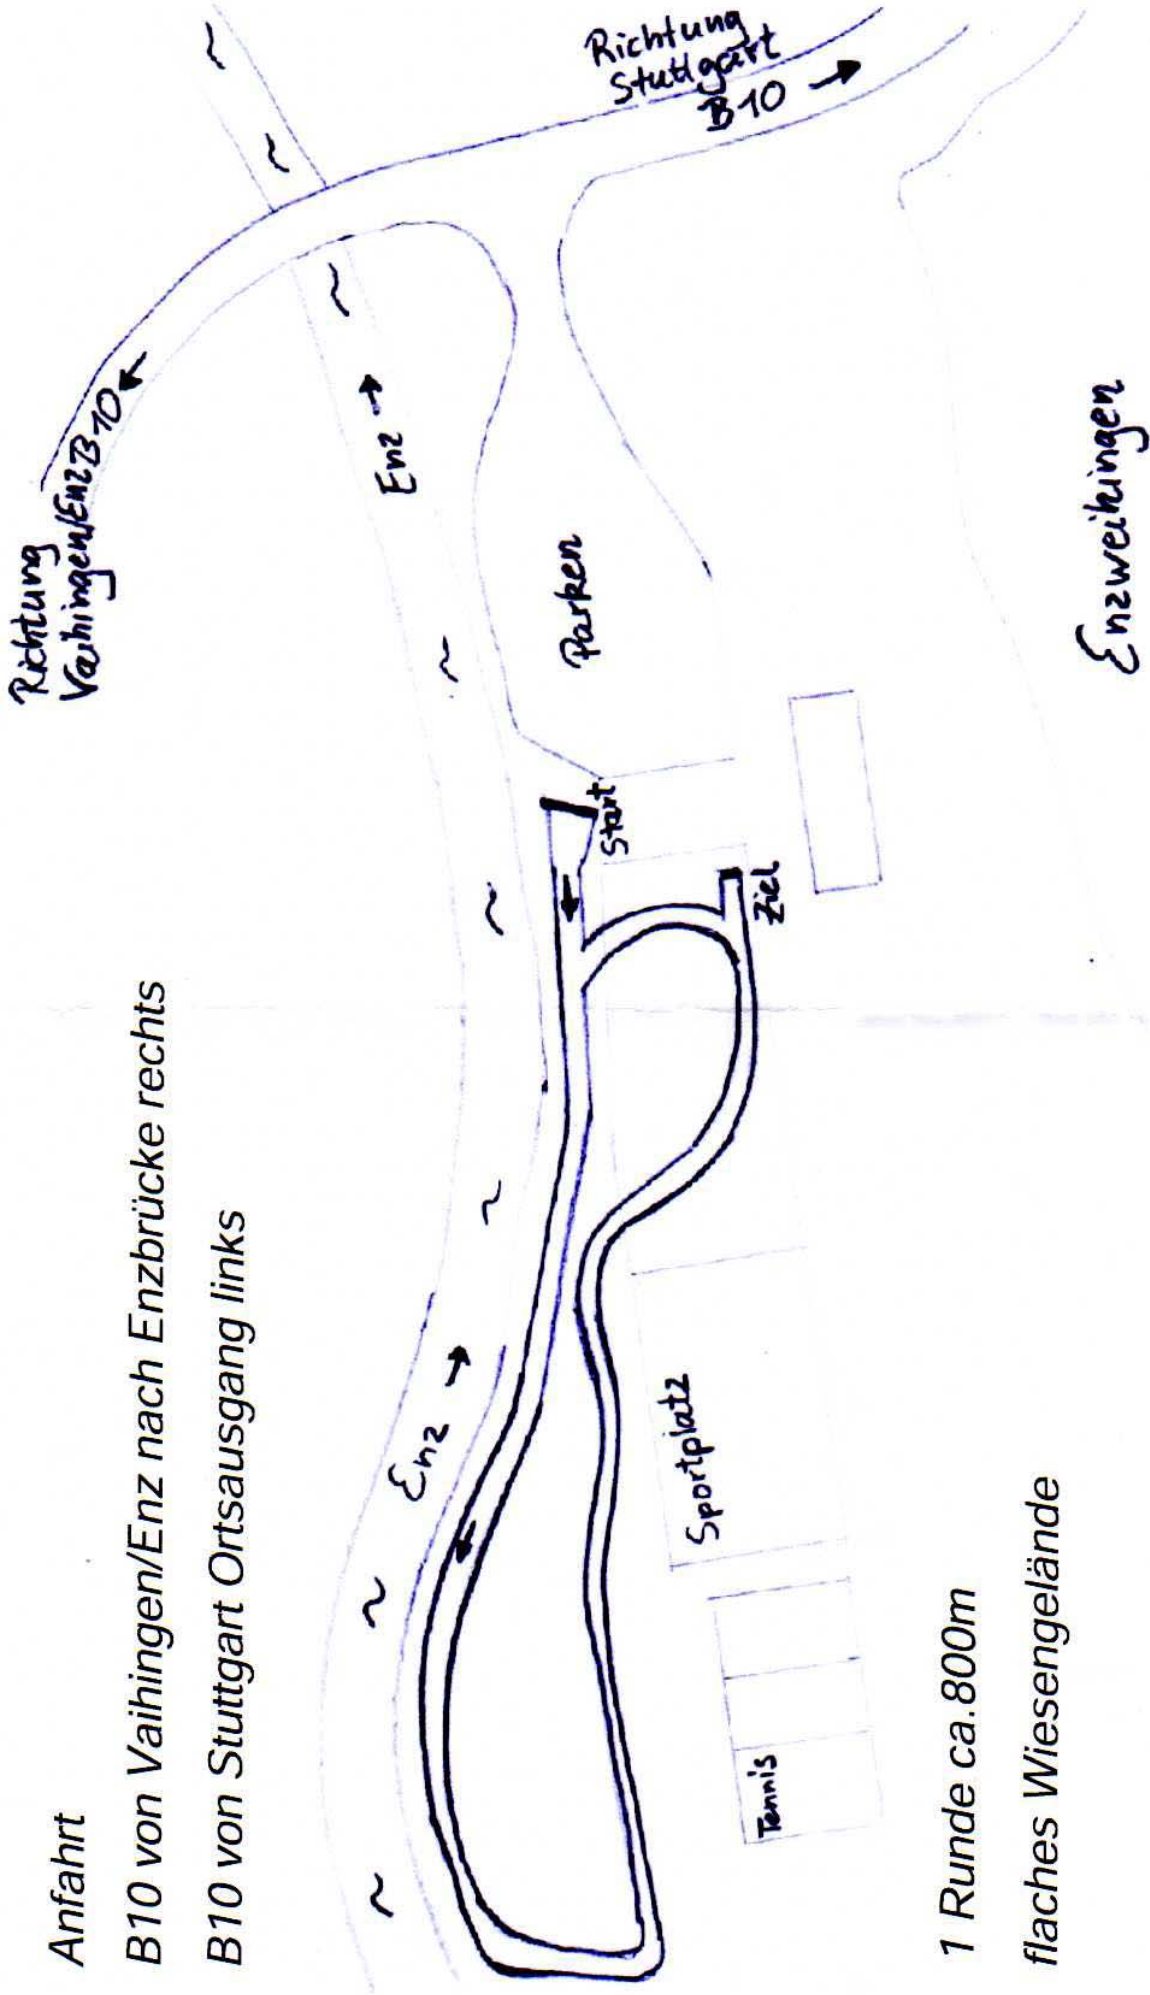 Anfahrt
B10 von Vaihingen/Enz nach Enzbrücke rechts
B10 von Stuttgart Ortsausgang links
Richtung
Vaihingen/Enz B10
Richtung
Stuttgart
B10
Enz
Enz
Parken
Start
Ziel
Sportplatz
Tennis
Enzweihingen
1 Runde ca.800m
flaches Wiesengelände